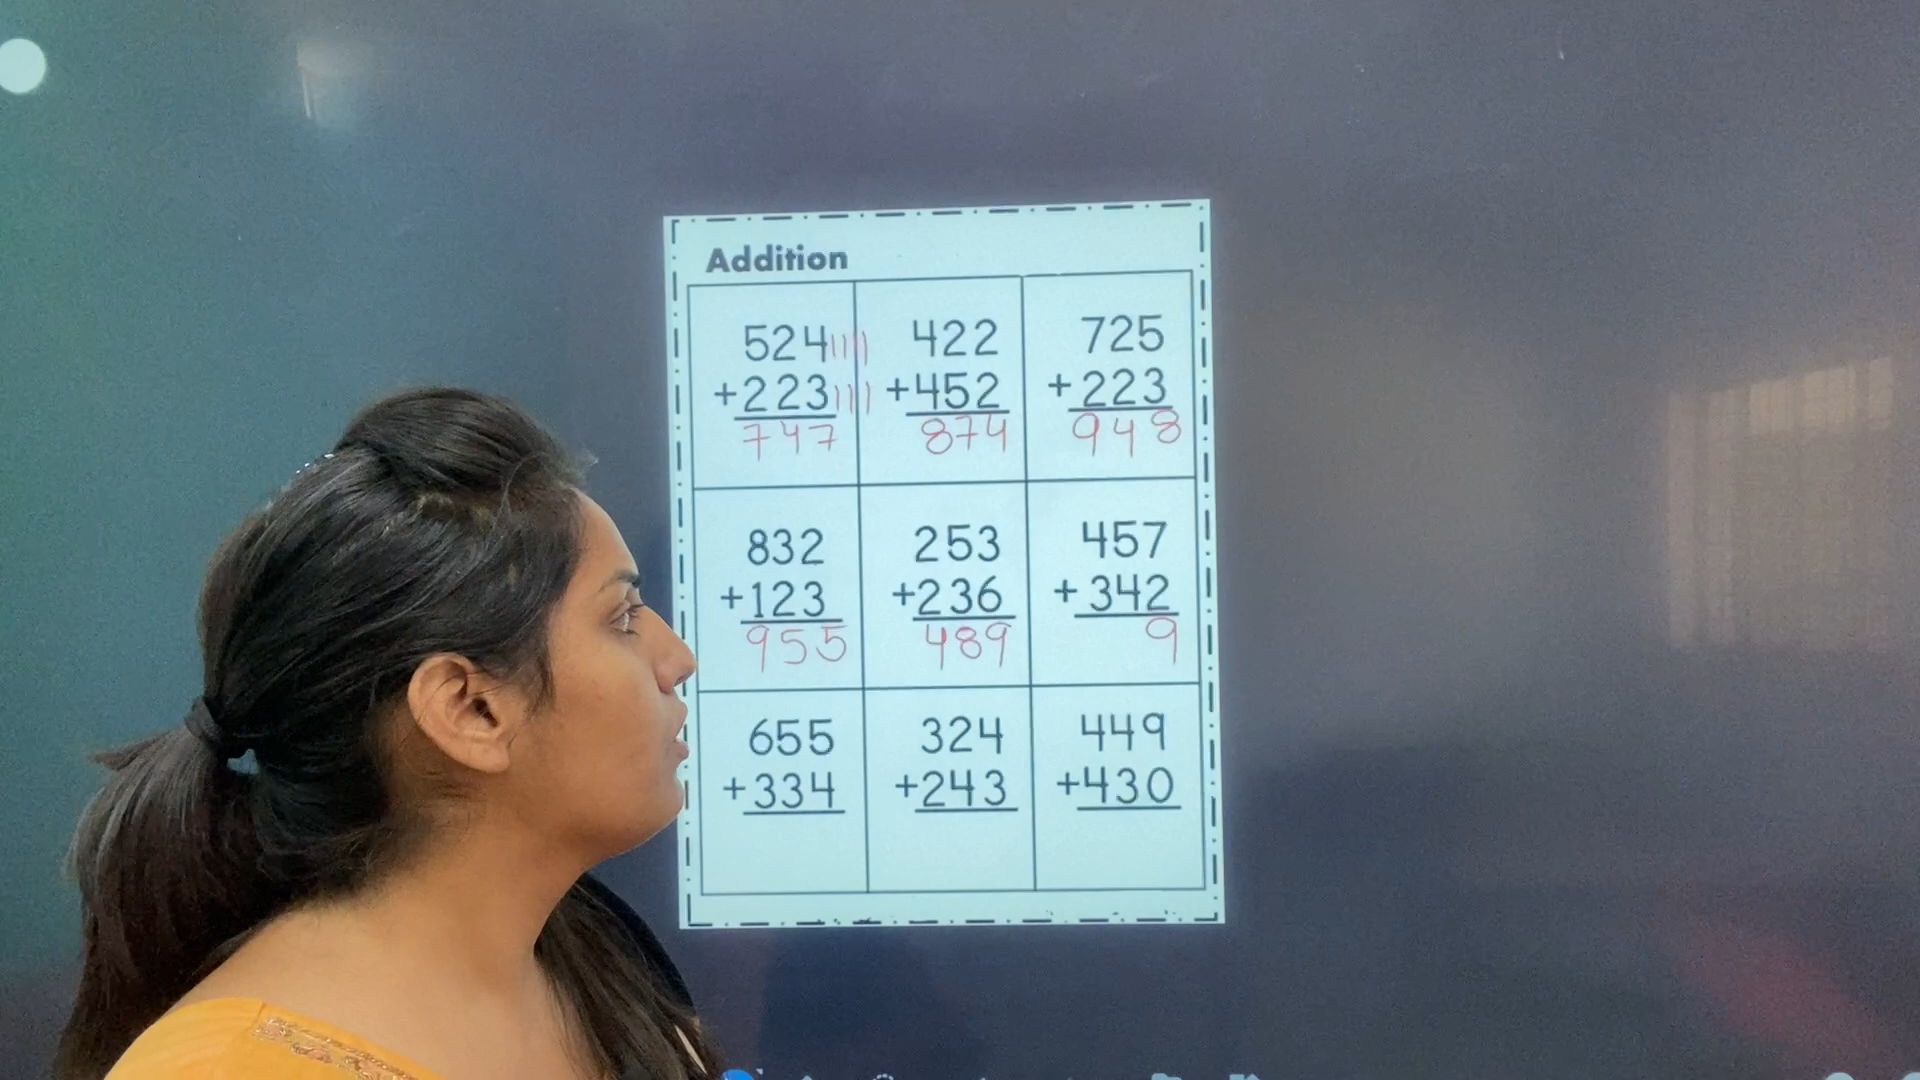 Addition
524 |||| 422 725
+223 ||| +452 +223
747 874 948
832 253 457
+123 +236 +342
955 489 9
655 324 449
+334 +243 +430